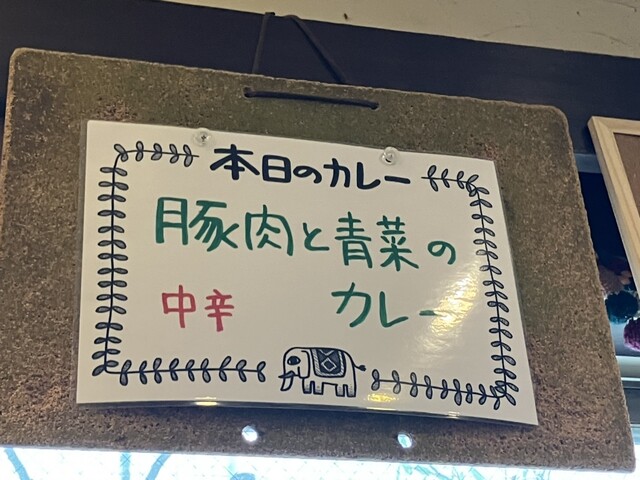 本日のカレー
豚肉と青菜の
中辛 カレー